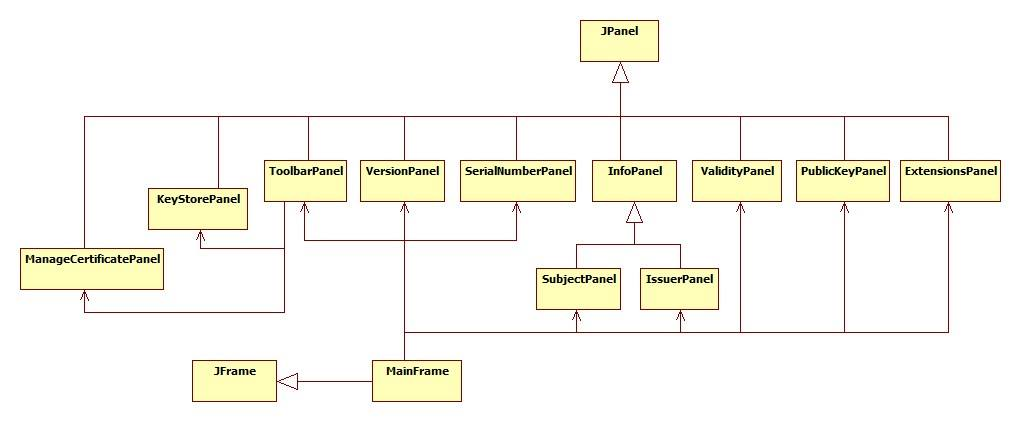 JPanel
ToolbarPanel
VersionPanel
SerialNumberPanel
InfoPanel
ValidityPanel
PublicKeyPanel
ExtensionsPanel
KeyStorePanel
ManageCertificatePanel
SubjectPanel
IssuerPanel
JFrame
MainFrame